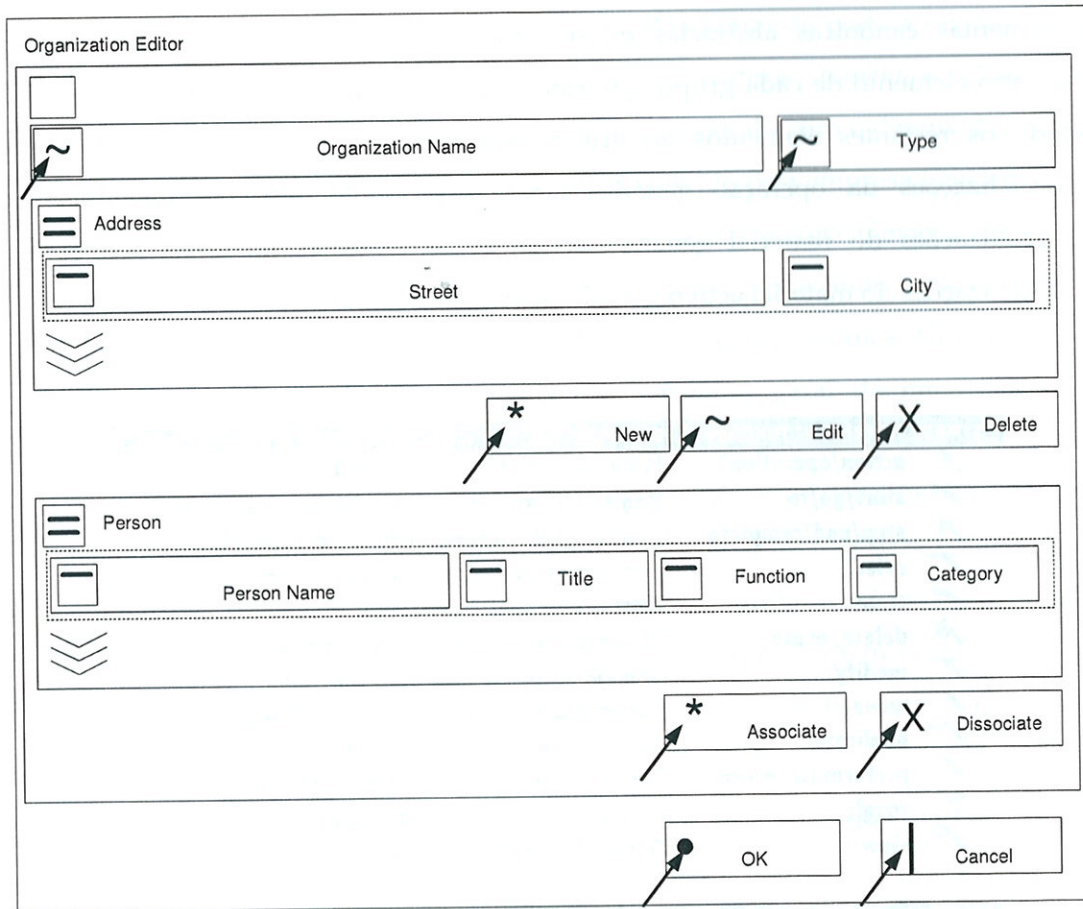 Organization Editor
~ Organization Name ~ Type
Address
Street City
* New ~ Edit X Delete
Person
Person Name Title Function Category
* Associate X Dissociate
OK Cancel